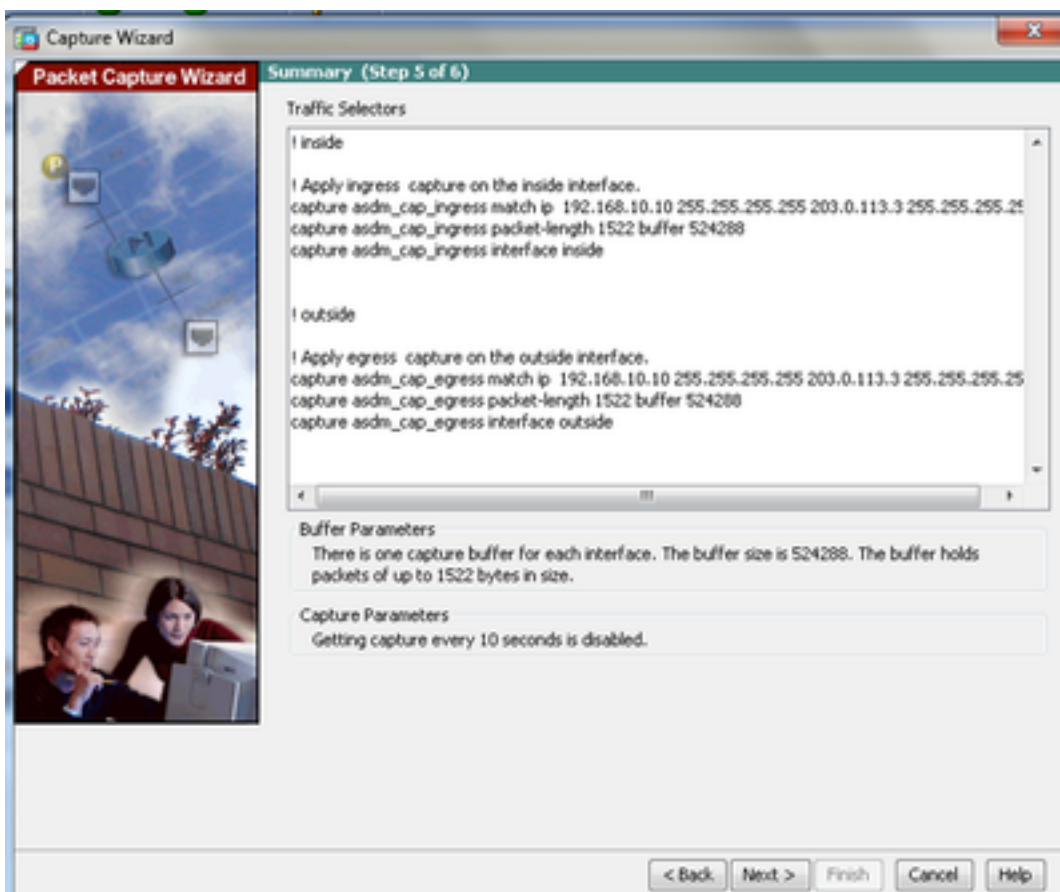 Capture Wizard
Packet Capture Wizard
Summary (Step 5 of 6)
Traffic Selectors
! inside
! Apply ingress  capture on the inside interface.
capture asdm_cap_ingress match ip  192.168.10.10 255.255.255.255 203.0.113.3 255.255.255.25
capture asdm_cap_ingress packet-length 1522 buffer 524288
capture asdm_cap_ingress interface inside
! outside
! Apply egress  capture on the outside interface.
capture asdm_cap_egress match ip  192.168.10.10 255.255.255.255 203.0.113.3 255.255.255.25
capture asdm_cap_egress packet-length 1522 buffer 524288
capture asdm_cap_egress interface outside
Buffer Parameters
There is one capture buffer for each interface. The buffer size is 524288. The buffer holds
packets of up to 1522 bytes in size.
Capture Parameters
Getting capture every 10 seconds is disabled.
< Back Next > Finish Cancel Help